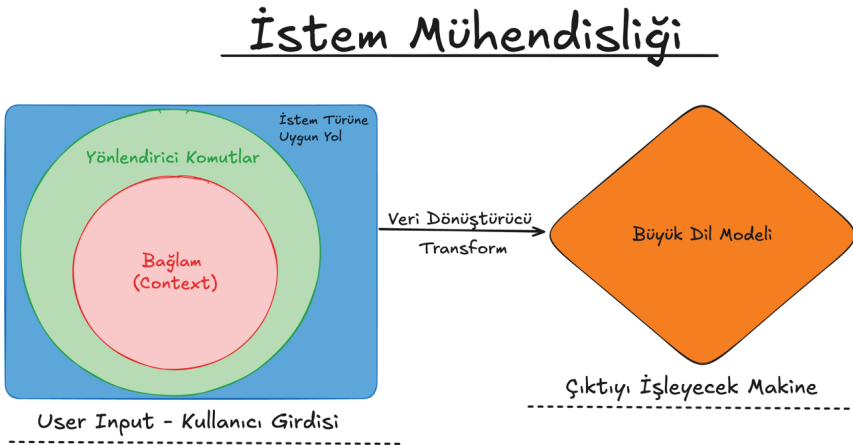 İstem Mühendisliği
İstem Türüne
Uygun Yol
Yönlendirici Komutlar
Bağlam
(Context)
Veri Dönüştürücü
Transform
Büyük Dil Modeli
User Input - Kullanıcı Girdisi
Çıktıyı İşleyecek Makine